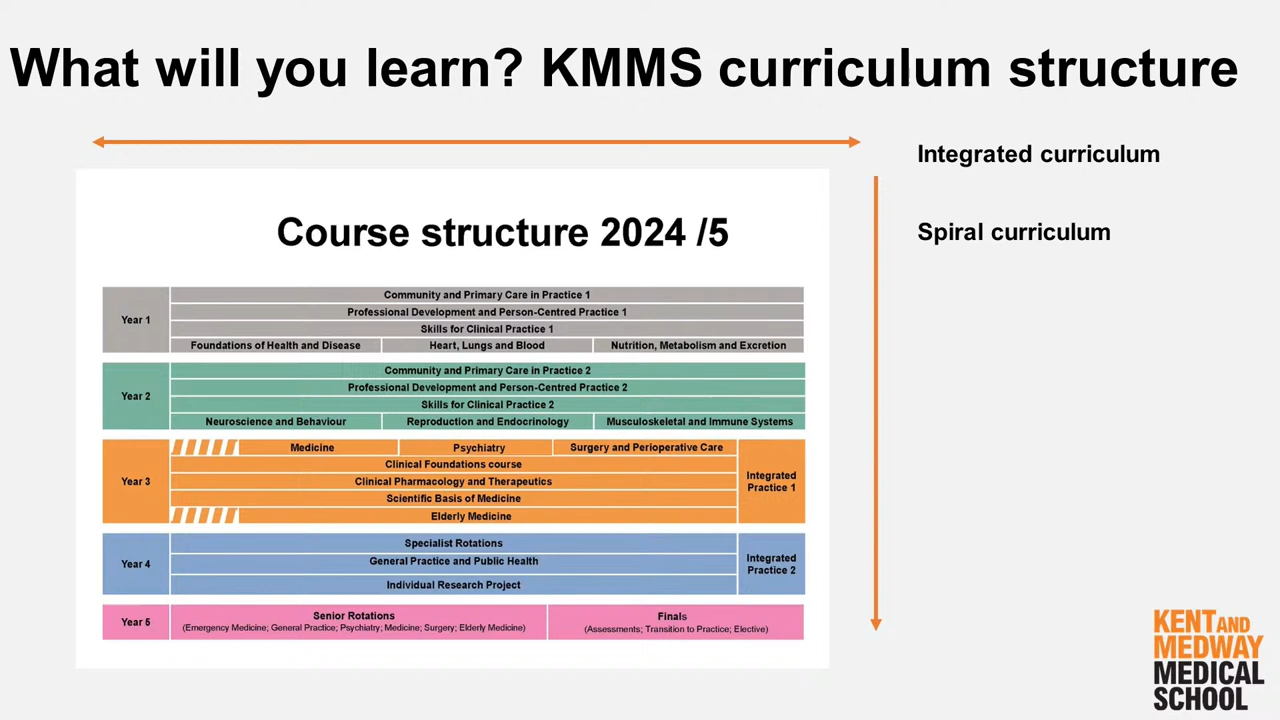 What will you learn? KMMS curriculum structure
Integrated curriculum
Spiral curriculum
Course structure 2024 /5
Year 1
Community and Primary Care in Practice 1
Professional Development and Person-Centred Practice 1
Skills for Clinical Practice 1
Foundations of Health and Disease
Heart, Lungs and Blood
Nutrition, Metabolism and Excretion
Year 2
Community and Primary Care in Practice 2
Professional Development and Person-Centred Practice 2
Skills for Clinical Practice 2
Neuroscience and Behaviour
Reproduction and Endocrinology
Musculoskeletal and Immune Systems
Year 3
Medicine
Psychiatry
Surgery and Perioperative Care
Clinical Foundations course
Clinical Pharmacology and Therapeutics
Scientific Basis of Medicine
Elderly Medicine
Integrated
Practice 1
Year 4
Specialist Rotations
General Practice and Public Health
Individual Research Project
Integrated
Practice 2
Year 5
Senior Rotations
(Emergency Medicine; General Practice; Psychiatry; Medicine; Surgery; Elderly Medicine)
Finals
(Assessments; Transition to Practice; Elective)
KENT AND
MEDWAY
MEDICAL
SCHOOL